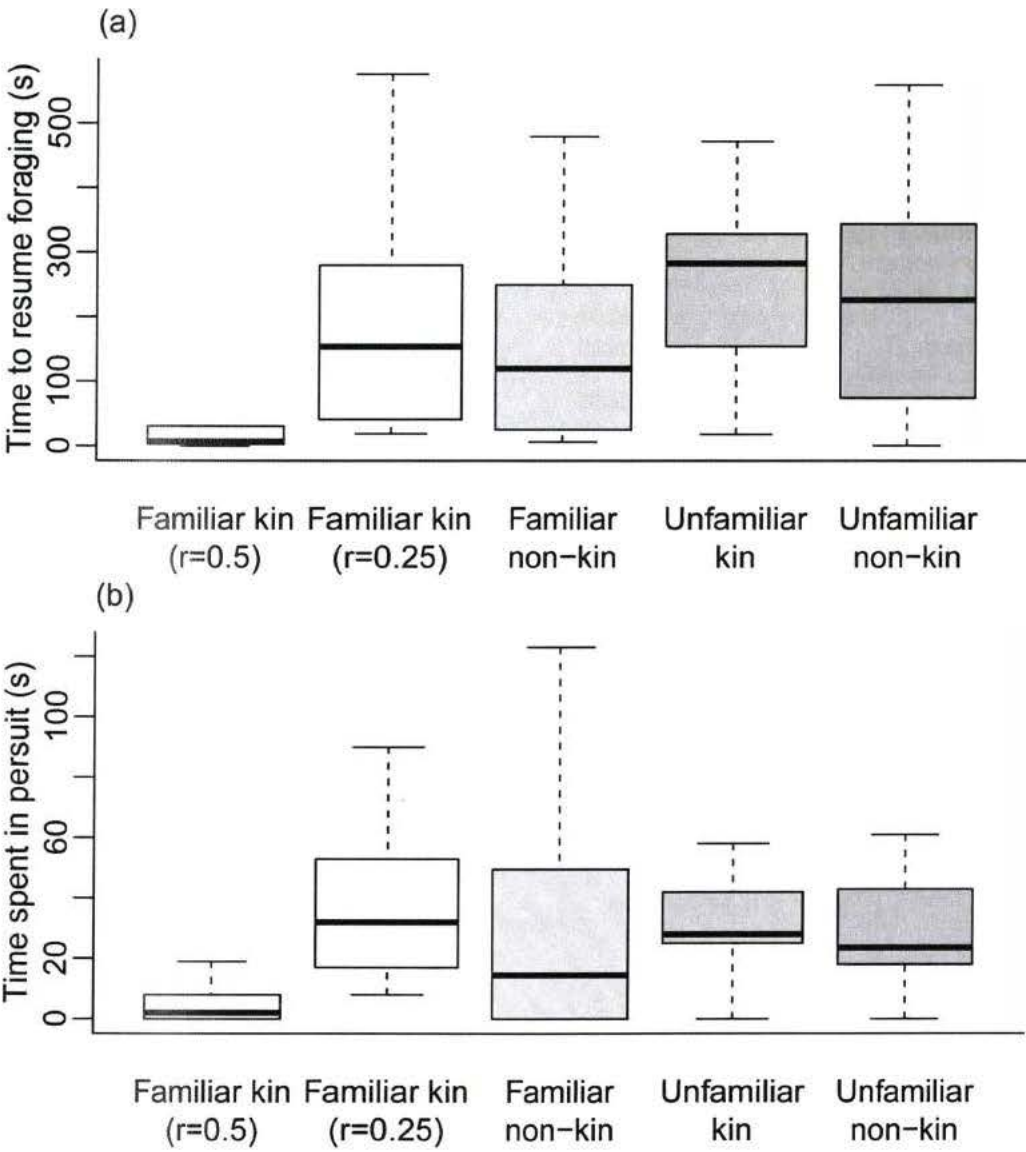 (a)
Time to resume foraging (s)
500
300
100
0
Familiar kin Familiar kin Familiar Unfamiliar Unfamiliar
(r=0.5) (r=0.25) non−kin kin non−kin
(b)
Time spent in persuit (s)
100
60
20
0
Familiar kin Familiar kin Familiar Unfamiliar Unfamiliar
(r=0.5) (r=0.25) non−kin kin non−kin